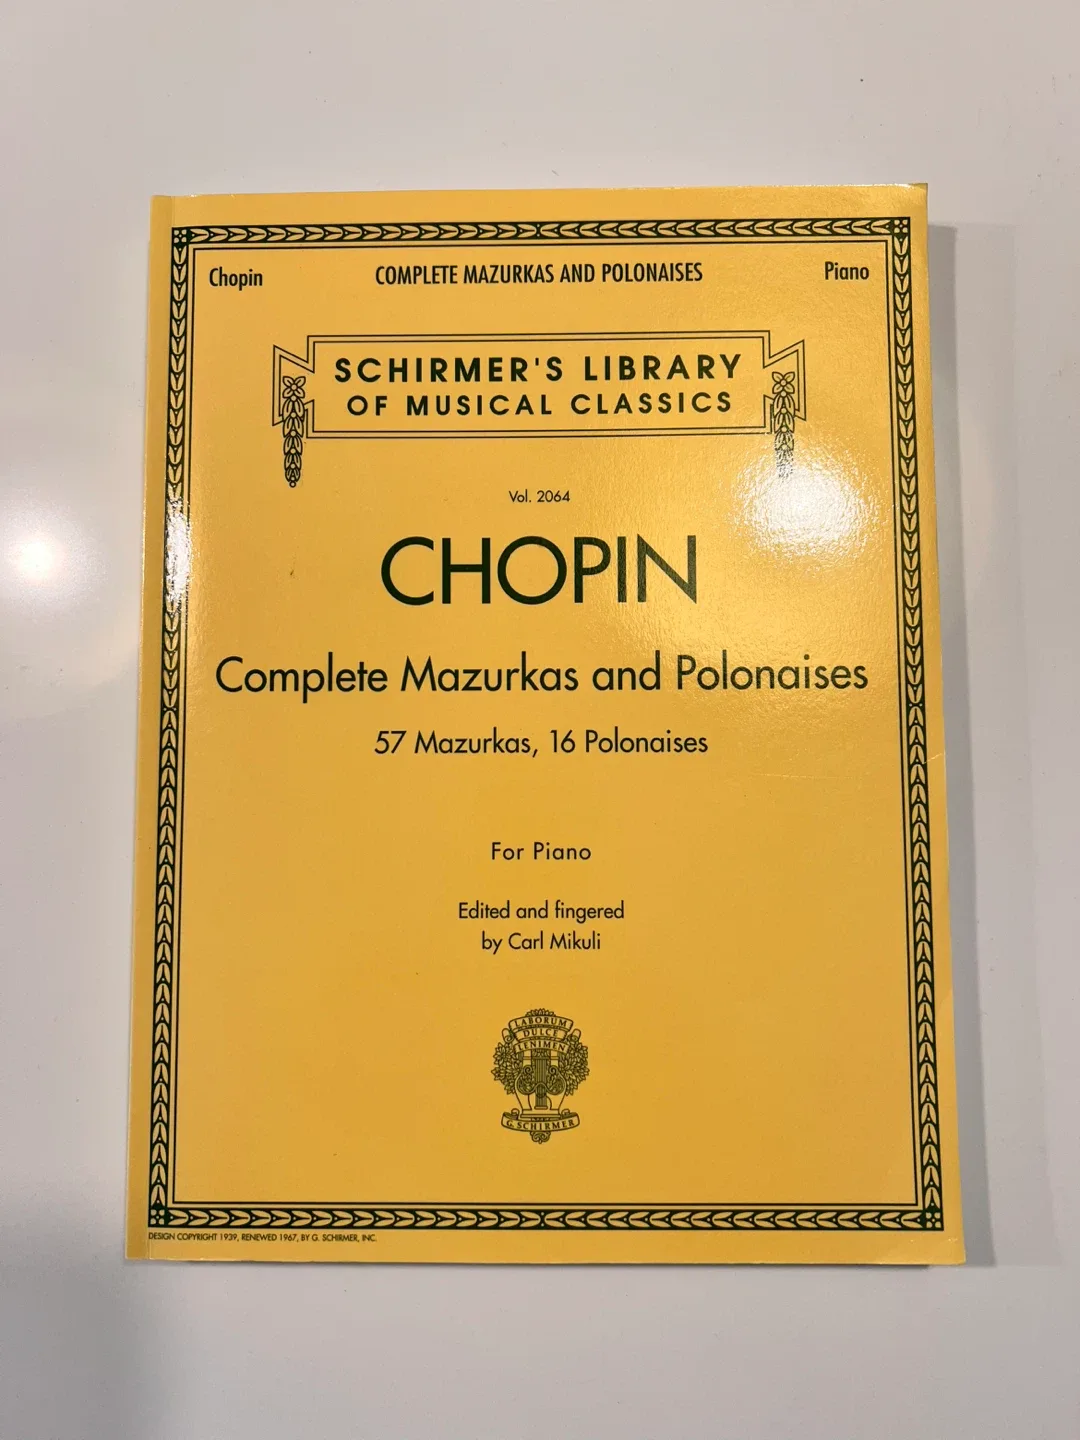 Chopin COMPLETE MAZURKAS AND POLONAISES Piano
SCHIRMER'S LIBRARY
OF MUSICAL CLASSICS
Vol. 2064
CHOPIN
Complete Mazurkas and Polonaises
57 Mazurkas, 16 Polonaises
For Piano
Edited and fingered
by Carl Mikuli
LABORUM
DULCE
LENIMEN
G. SCHIRMER
DESIGN COPYRIGHT 1939, RENEWED 1967, BY G. SCHIRMER, INC.